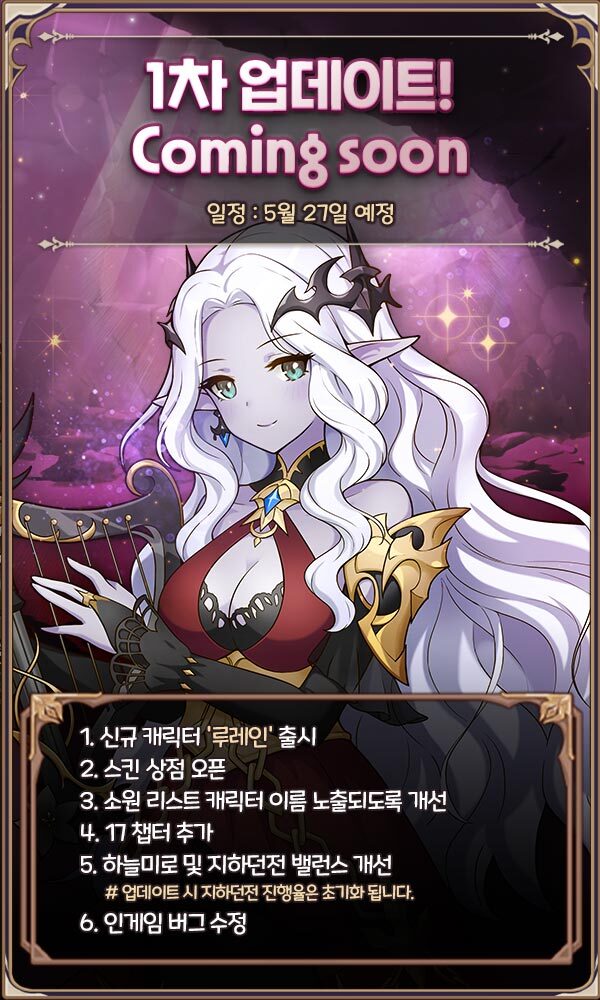 1차 업데이트!
Coming soon
일정 : 5월 27일 예정
1. 신규 캐릭터 '루레인' 출시
2. 스킨 상점 오픈
3. 소원 리스트 캐릭터 이름 노출되도록 개선
4. 17 챕터 추가
5. 하늘미로 및 지하던전 밸런스 개선
# 업데이트 시 지하던전 진행율은 초기화 됩니다.
6. 인게임 버그 수정